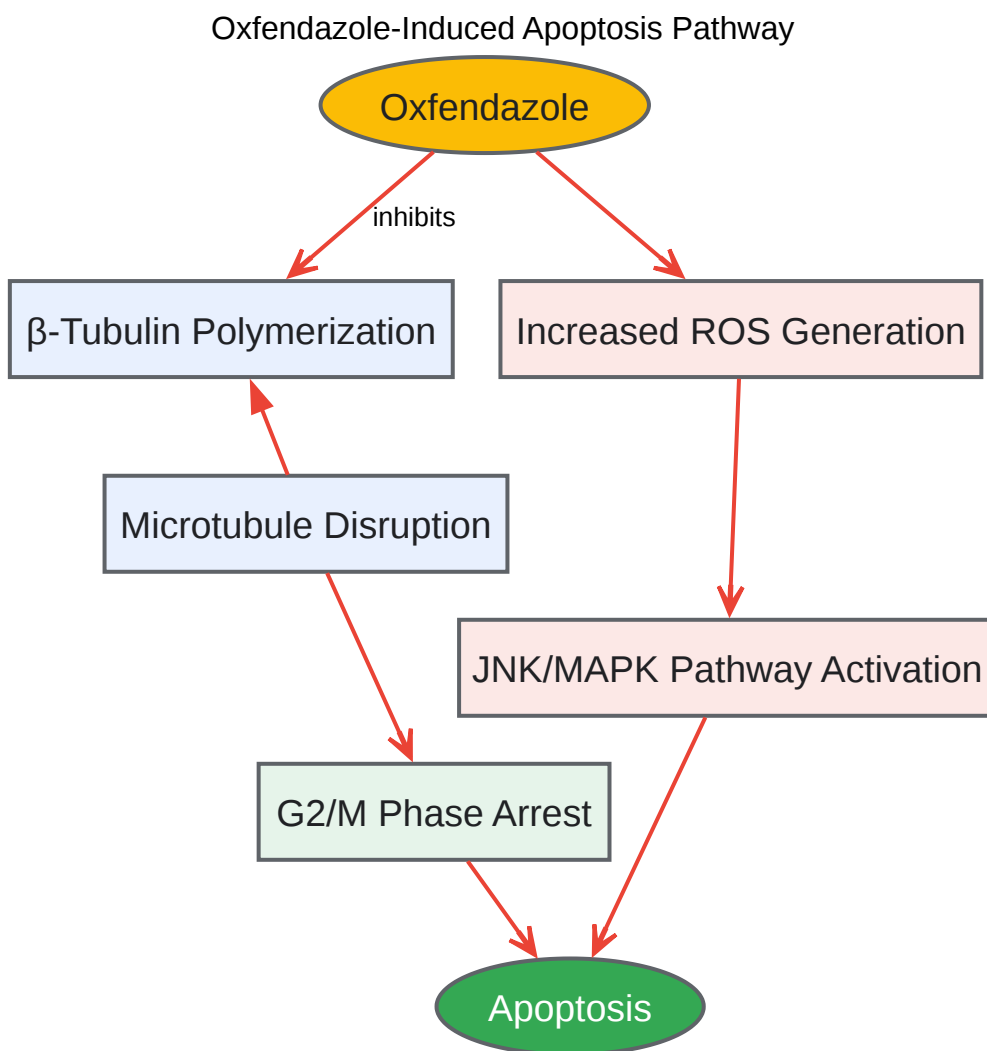 Oxfendazole-Induced Apoptosis Pathway
Oxfendazole
inhibits
β-Tubulin Polymerization
Increased ROS Generation
Microtubule Disruption
JNK/MAPK Pathway Activation
G2/M Phase Arrest
Apoptosis